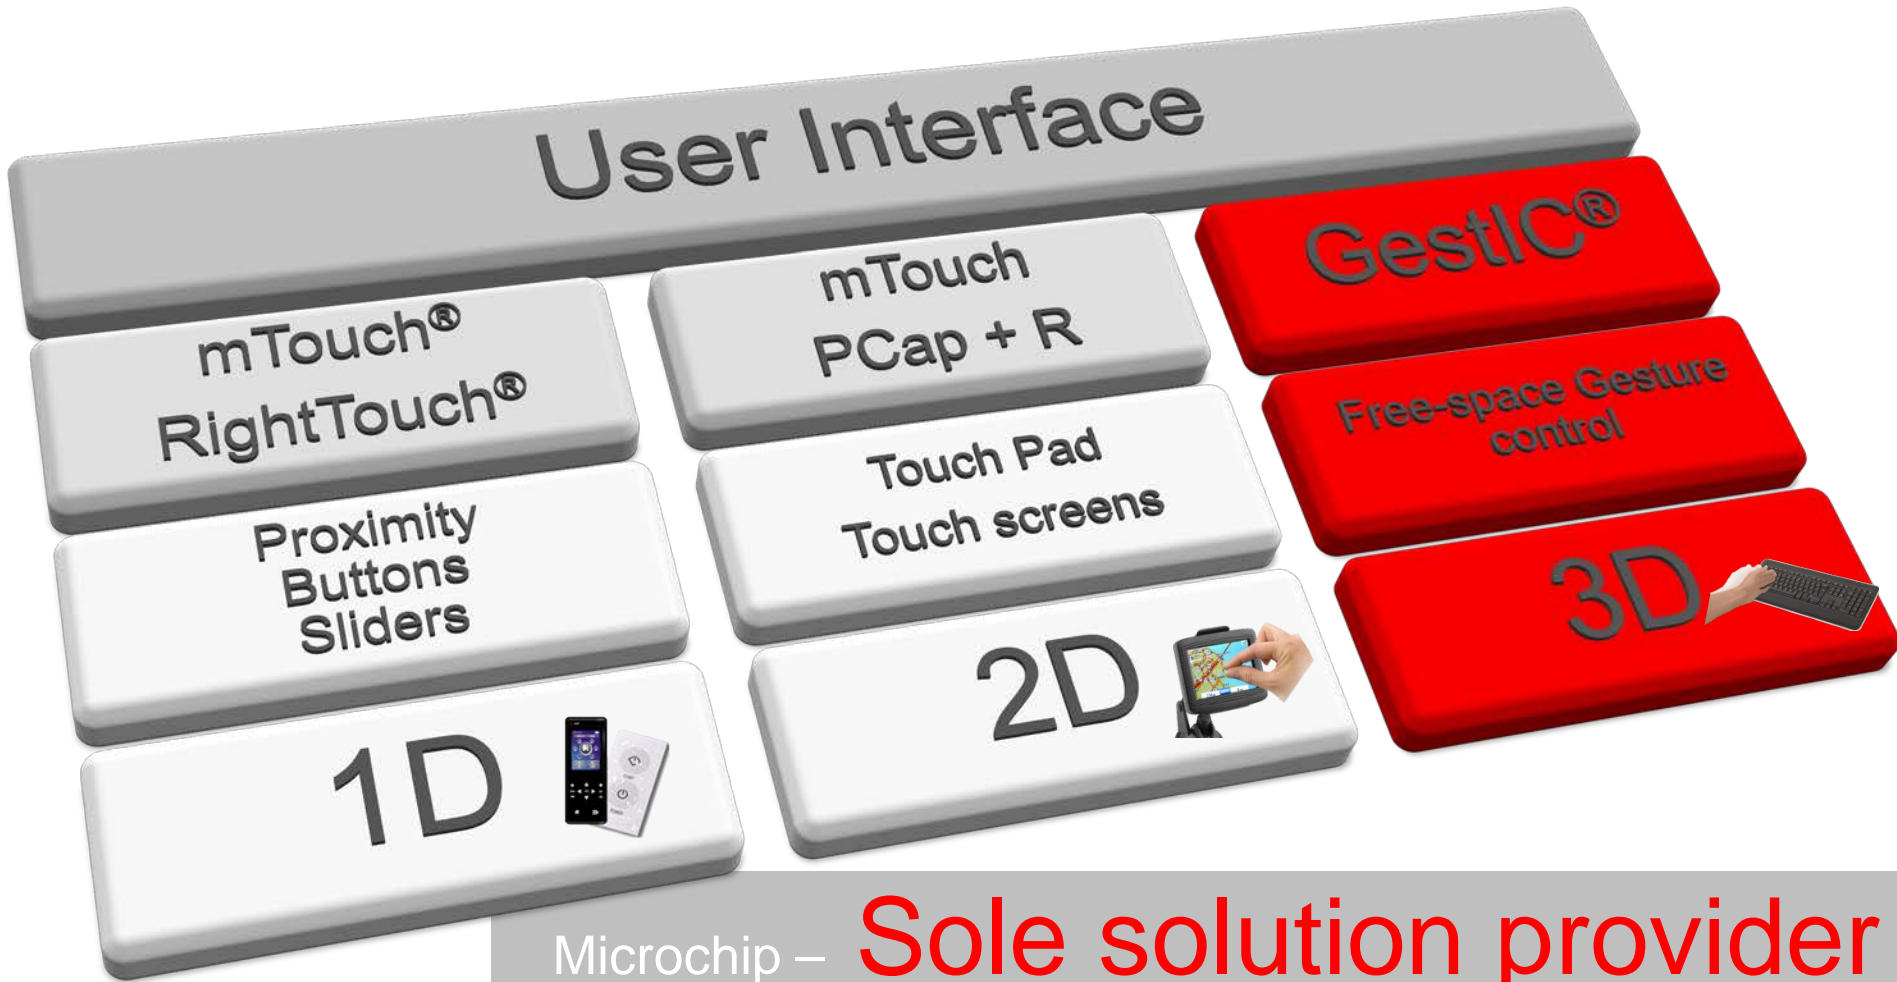 User Interface
mTouch®
RightTouch®
mTouch
PCap + R
GestIC®
Proximity
Buttons
Sliders
Touch Pad
Touch screens
Free-space Gesture
control
1D
2D
3D
Microchip – Sole solution provider